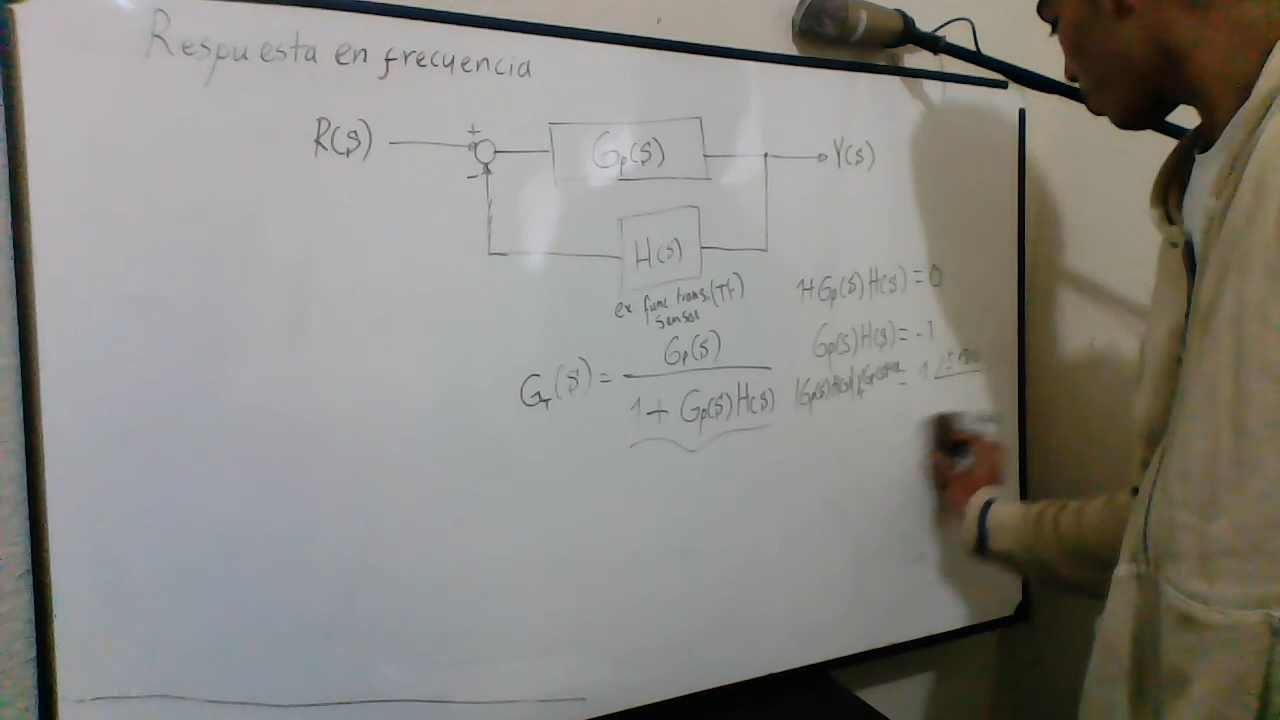 Respuesta en frecuencia
R(s) + - Gp(s) Y(s)
H(s)
ex func trans.(TF)
sensor
1+Gp(s)H(s) = 0
Gp(s)H(s) = -1
GT(s) = Gp(s)
1 + Gp(s)H(s)
|Gp(s)H(s)| = 1